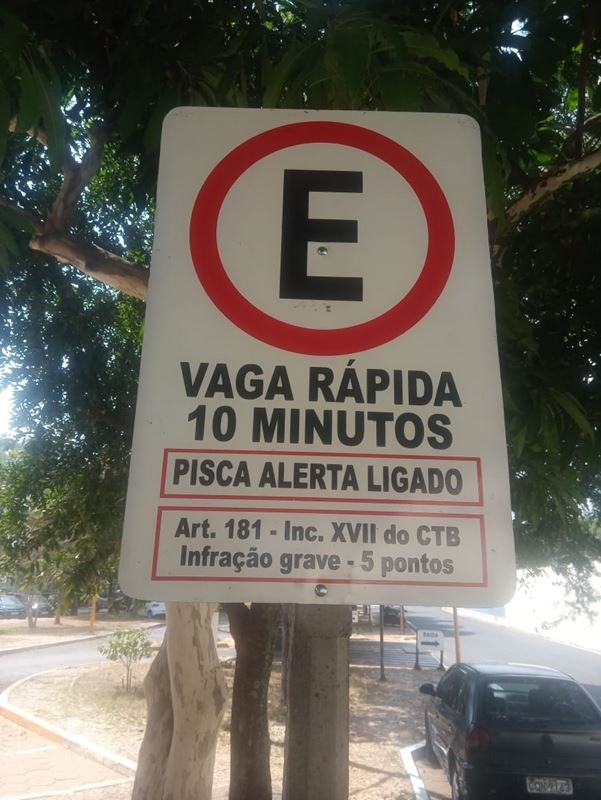 E
VAGA RÁPIDA
10 MINUTOS
PISCA ALERTA LIGADO
Art. 181 - Inc. XVII do CTB
Infração grave - 5 pontos